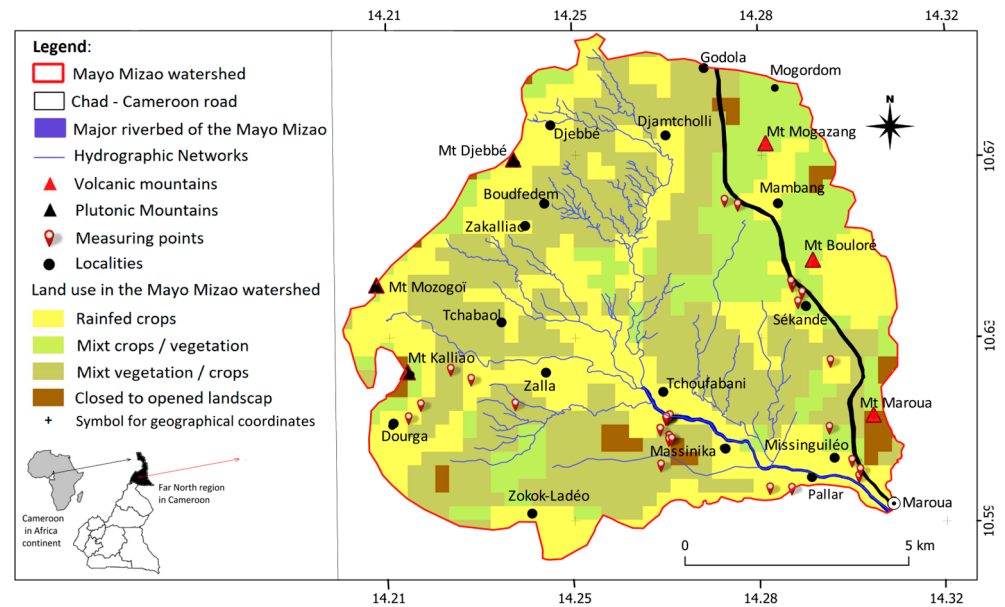 14.21 14.25 14.28 14.32
Legend:
Mayo Mizao watershed
Chad - Cameroon road
Major riverbed of the Mayo Mizao
Hydrographic Networks
Volcanic mountains
Plutonic Mountains
Measuring points
Localities
Land use in the Mayo Mizao watershed
Rainfed crops
Mixt crops / vegetation
Mixt vegetation / crops
Closed to opened landscap
+ Symbol for geographical coordinates
Cameroon
in Africa
continent
Far North region
in Cameroon
Godola
Mogordom
N
Djamtcholli
Djebbé
Mt Mogazang
Mt Djebbé
10.67
Boudfedem
Mambang
Zakalliao
Mt Bouloré
Mt Mozogoï
Tchabaol
Sékandé
10.63
Mt Kalliao
Zalla
Tchoufabani
Mt Maroua
Dourga
Massinika
Missinguiléo
Zokok-Ladéo
Pallar
Maroua
10.55
0 5 km
14.21 14.25 14.28 14.32